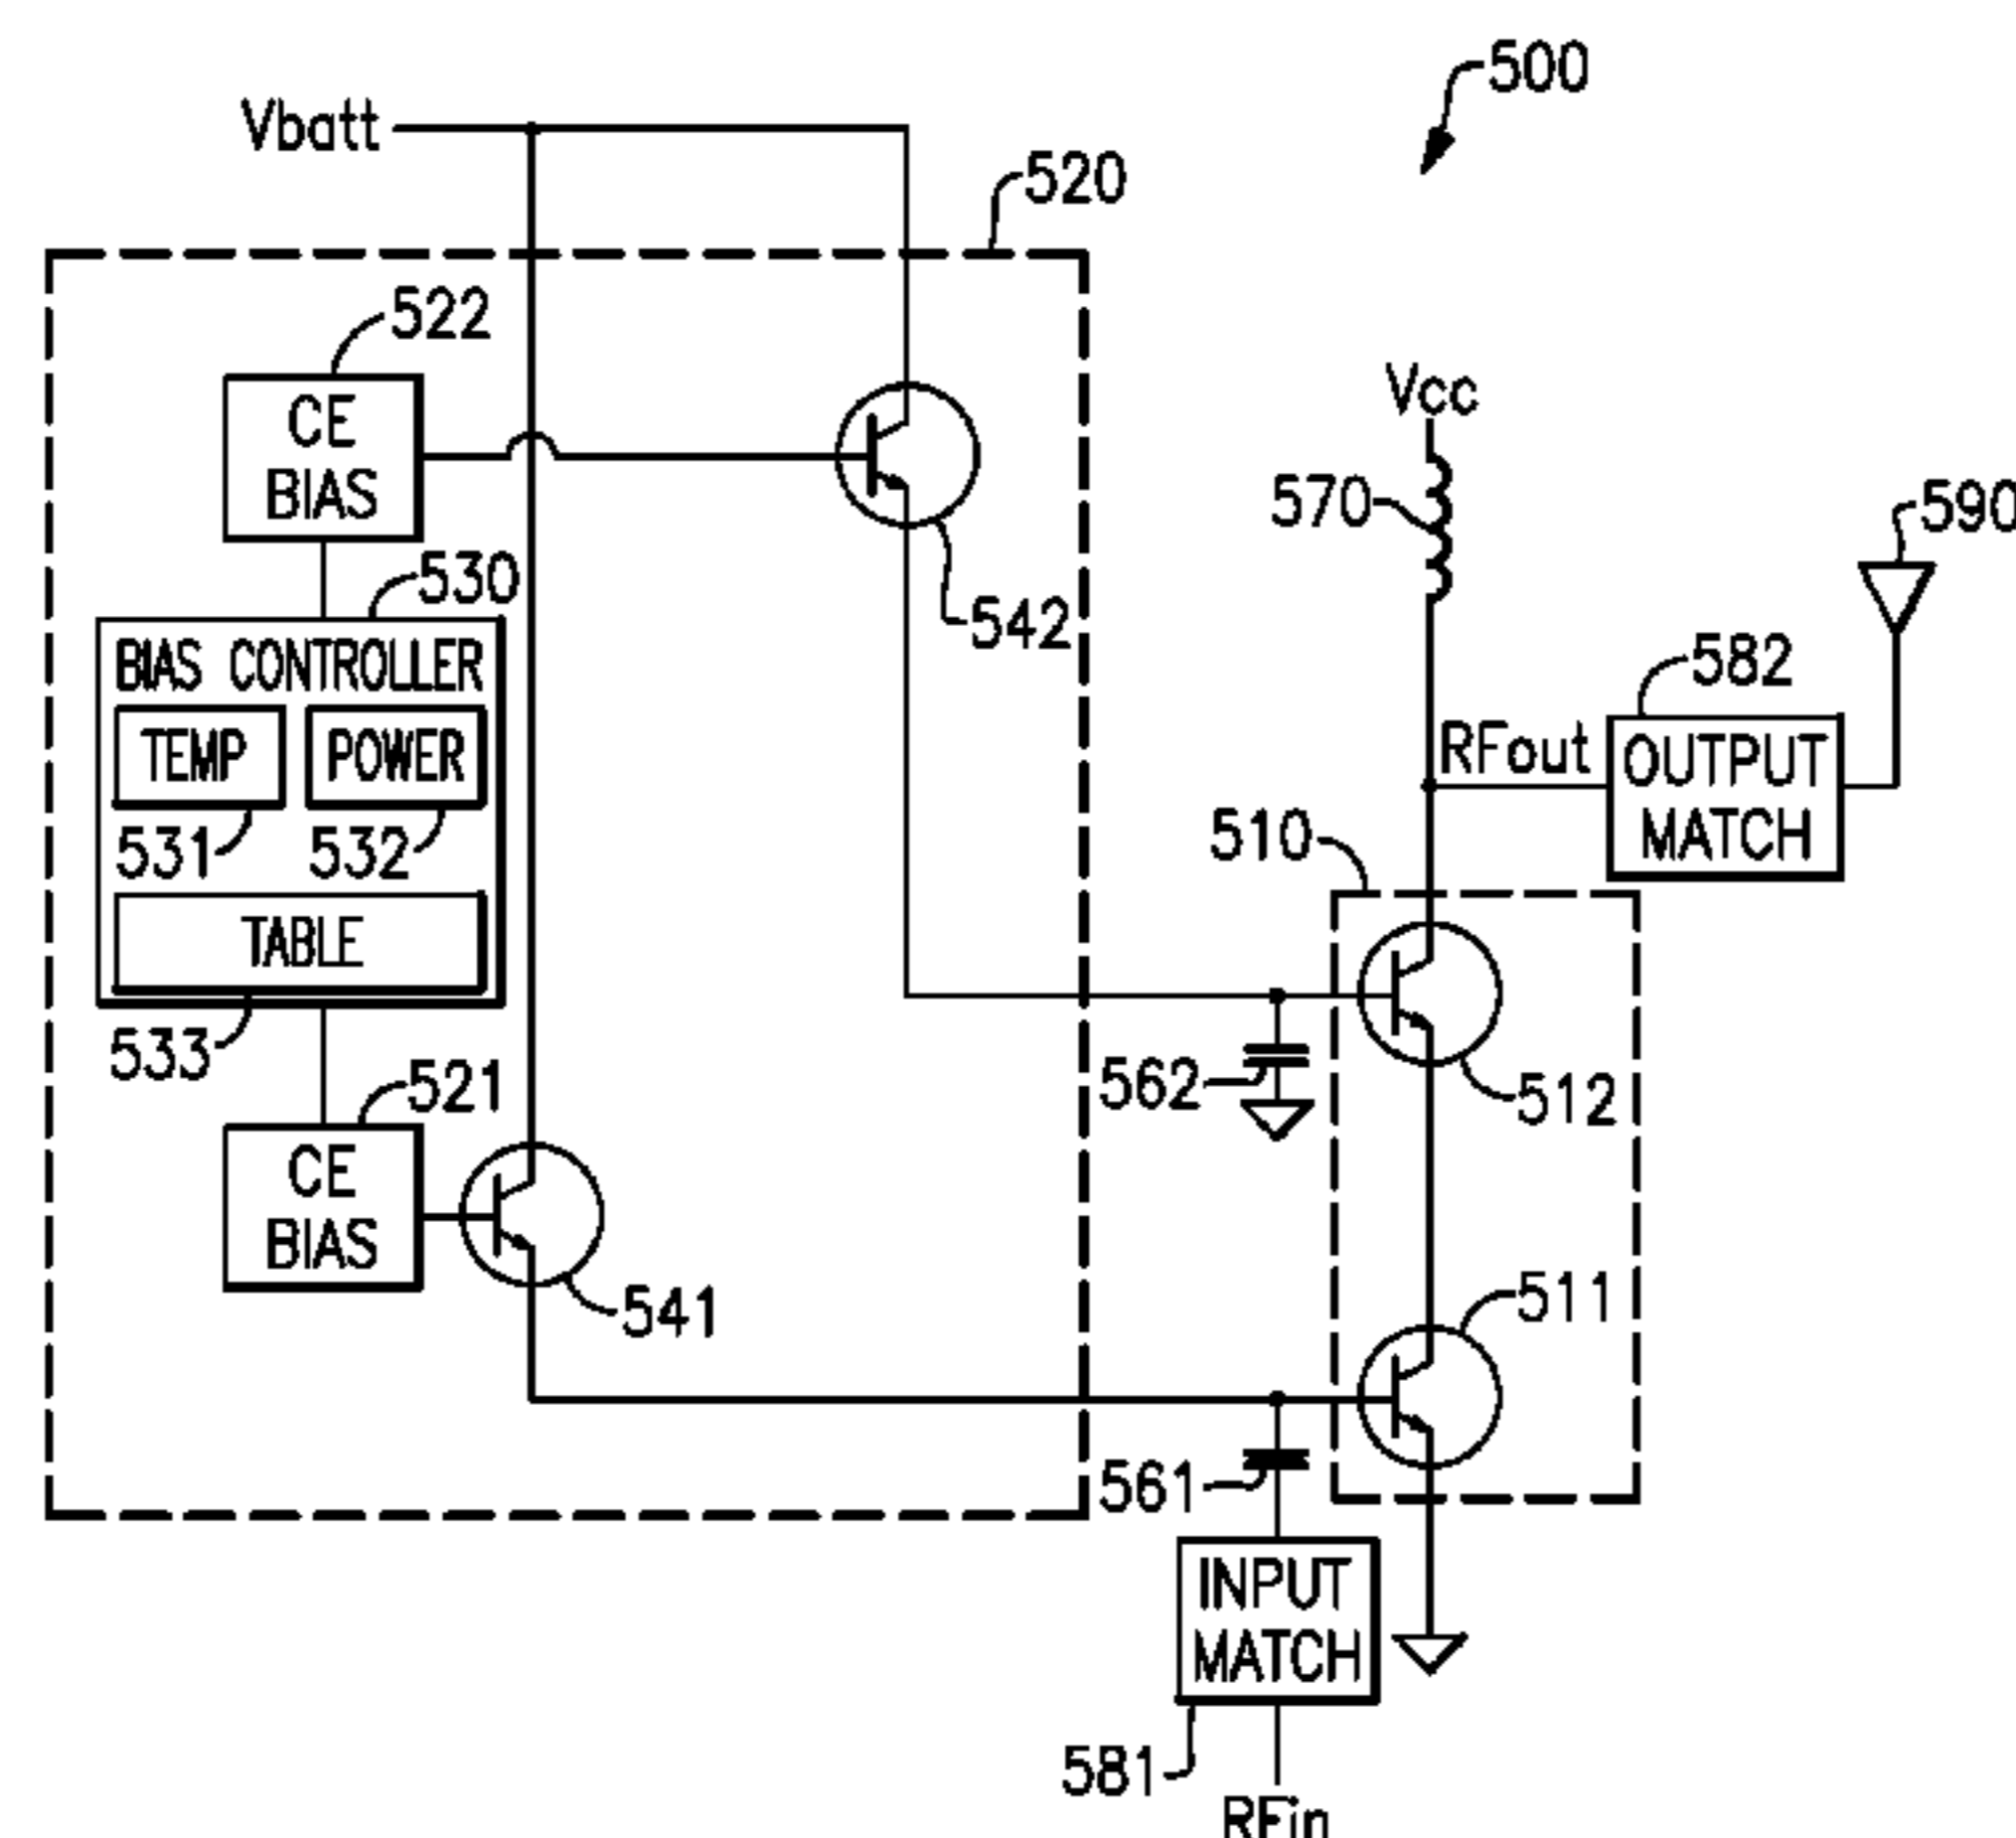 500
Vbatt
520
522
CE
BIAS
542
530
BIAS CONTROLLER
TEMP
POWER
531
532
TABLE
533
521
CE
BIAS
541
Vcc
570
590
582
RFout
OUTPUT
MATCH
510
562
512
511
561
INPUT
MATCH
581
RFin